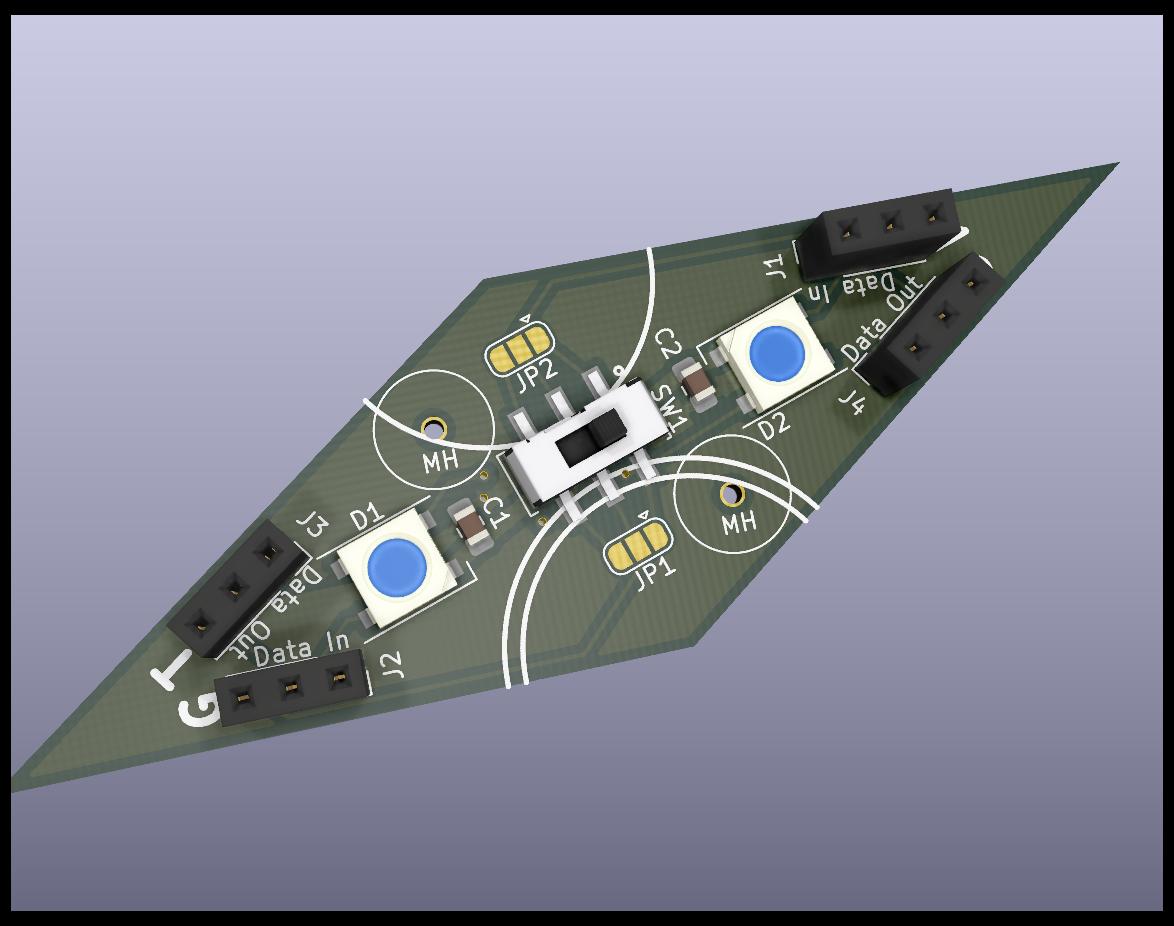 J1
Data In
Data Out
J4
C2
SW1
D2
JP2
MH
MH
C1
JP1
D1
J3
Data Out
Data In
J2
G